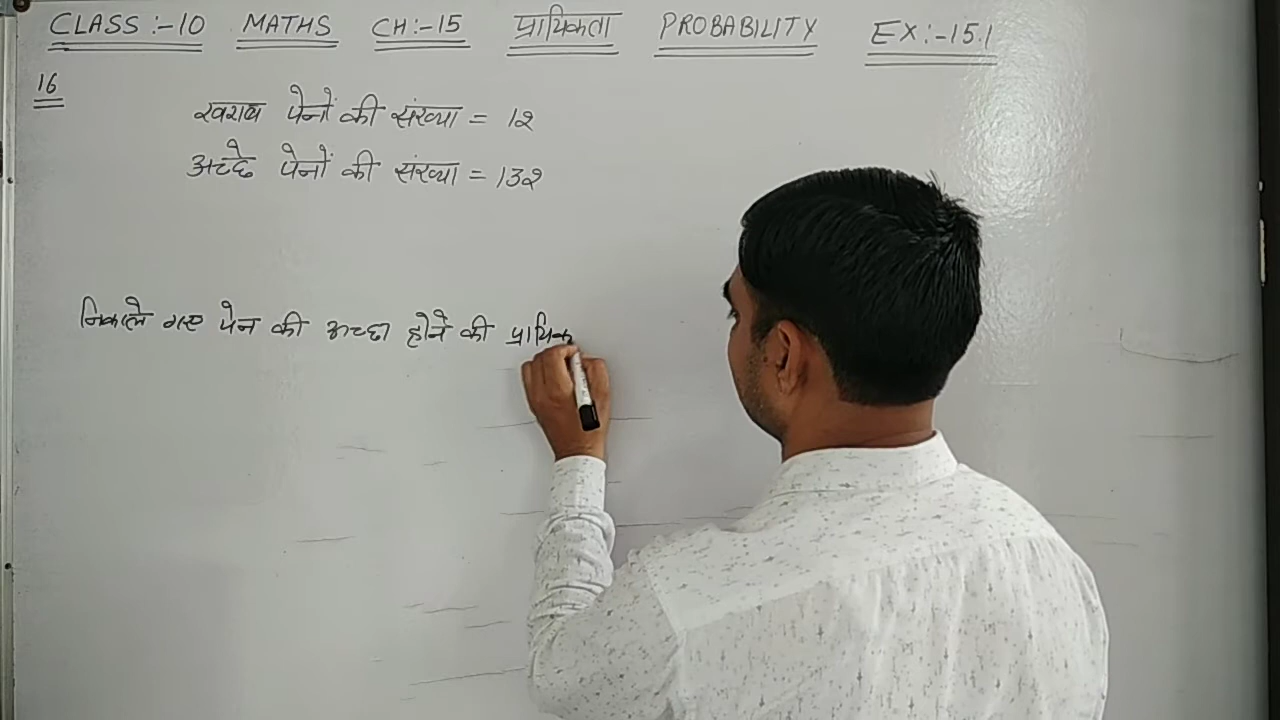 CLASS :- 10 MATHS CH:-15 प्रायिकता PROBABILITY EX:-15.1
16
खराब पेनों की संख्या = 12
अच्छे पेनों की संख्या = 132
निकाले गए पेन की अच्छा होने की प्रायिक